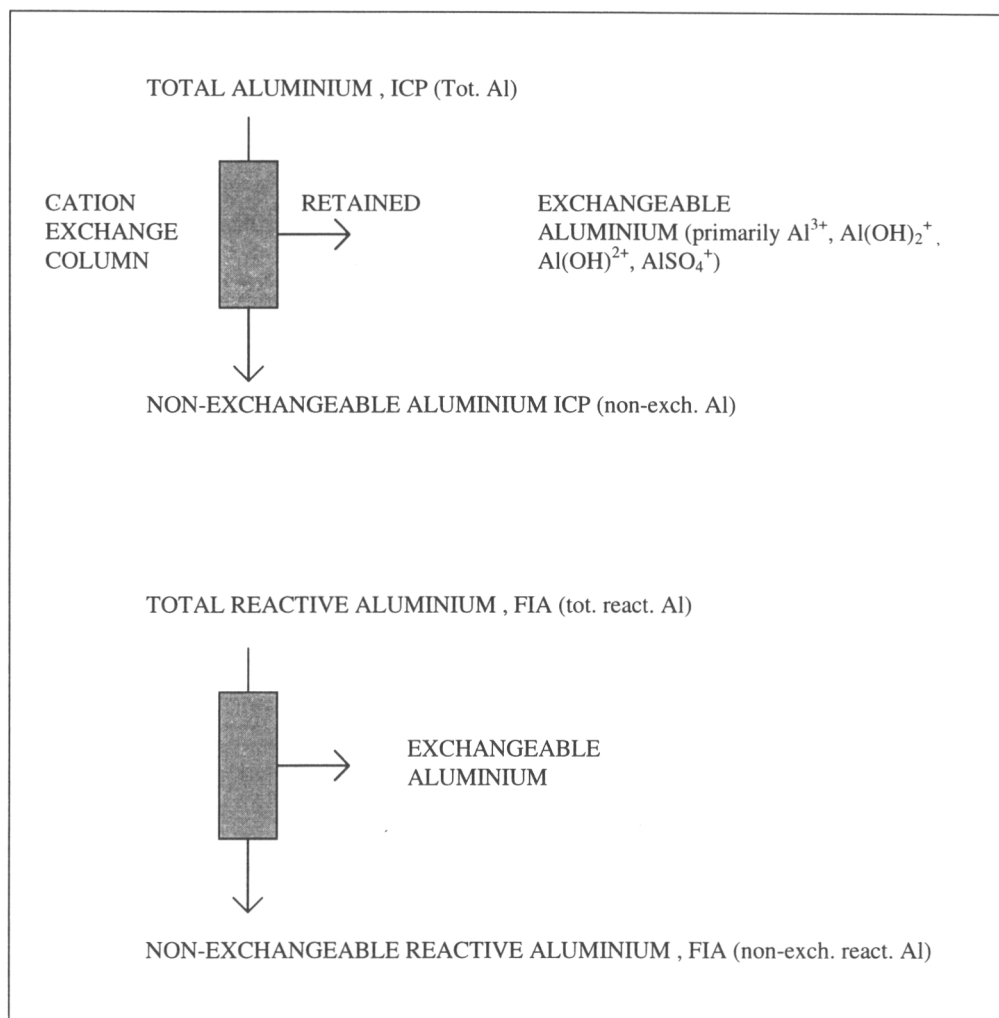 TOTAL ALUMINIUM , ICP (Tot. Al)
CATION
EXCHANGE
COLUMN
RETAINED
EXCHANGEABLE
ALUMINIUM (primarily Al³⁺, Al(OH)₂⁺ ,
Al(OH)²⁺, AlSO₄⁺)
NON-EXCHANGEABLE ALUMINIUM ICP (non-exch. Al)
TOTAL REACTIVE ALUMINIUM , FIA (tot. react. Al)
EXCHANGEABLE
ALUMINIUM
NON-EXCHANGEABLE REACTIVE ALUMINIUM , FIA (non-exch. react. Al)